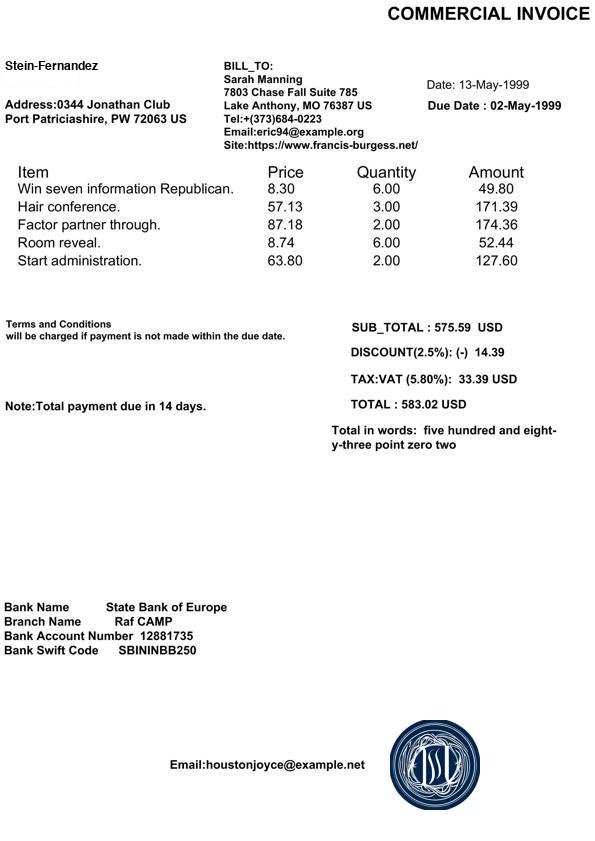 COMMERCIAL INVOICE
Stein-Fernandez
Address:0344 Jonathan Club
Port Patriciashire, PW 72063 US
BILL_TO:
Sarah Manning
7803 Chase Fall Suite 785
Lake Anthony, MO 76387 US
Tel:+(373)684-0223
Email:eric94@example.org
Site:https://www.francis-burgess.net/
Date: 13-May-1999
Due Date : 02-May-1999
Item Price Quantity Amount
Win seven information Republican. 8.30 6.00 49.80
Hair conference. 57.13 3.00 171.39
Factor partner through. 87.18 2.00 174.36
Room reveal. 8.74 6.00 52.44
Start administration. 63.80 2.00 127.60
Terms and Conditions
will be charged if payment is not made within the due date.
Note:Total payment due in 14 days.
SUB_TOTAL : 575.59 USD
DISCOUNT(2.5%): (-) 14.39
TAX:VAT (5.80%): 33.39 USD
TOTAL : 583.02 USD
Total in words: five hundred and eight-
y-three point zero two
Bank Name State Bank of Europe
Branch Name Raf CAMP
Bank Account Number 12881735
Bank Swift Code SBININBB250
Email:houstonjoyce@example.net